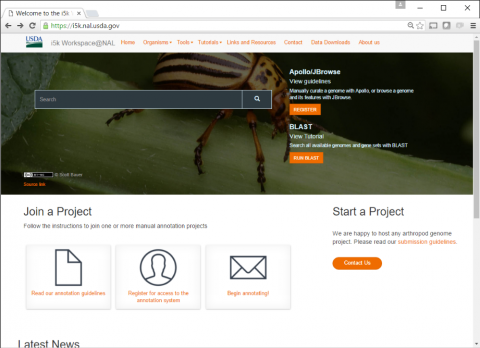 Welcome to the i5k
https://i5k.nal.usda.gov
USDA
i5k Workspace@NAL
Home
Organisms
Tools
Tutorials
Links and Resources
Contact
Data Downloads
About us
Search
Apollo/JBrowse
View guidelines
Manually curate a genome with Apollo, or browse a genome
and its features with JBrowse.
REGISTER
BLAST
View Tutorial
Search all available genomes and gene sets with BLAST
RUN BLAST
© Scott Bauer
Source link
Join a Project
Follow the instructions to join one or more manual annotation projects
Read our annotation guidelines
Register for access to the
annotation system
Begin annotating!
Start a Project
We are happy to host any arthropod genome
project. Please read our submission guidelines.
Contact Us
Latest News